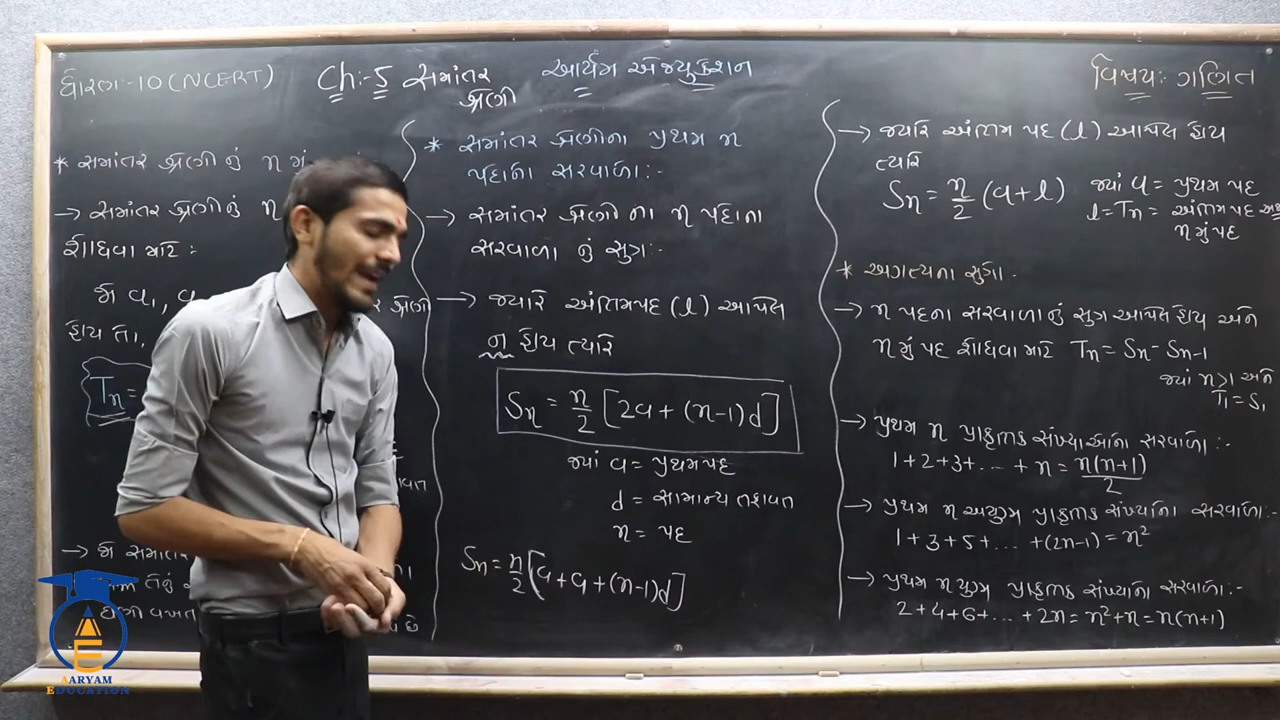 ધોરણ:-10 (NCERT)
Ch:-5 સમાંતર
શ્રેણી
આર્યમ એજ્યુકેશન
વિષય: ગણિત
* સમાંતર શ્રેણી નું n મું
→ સમાંતર શ્રેણીનું n
શોધવા માટે :
હોય તો,
Tn =
→ જે સમાંતર
* સમાંતર શ્રેણીના પ્રથમ n
પદોના સરવાળો:-
→ સમાંતર શ્રેણી ના n પદોના
સરવાળા નું સુત્ર:-
→ જ્યારે અંતિમપદ (l) આપેલ
ન હોય ત્યારે
Sn = n/2 [2a + (n-1)d]
જ્યાં a = પ્રથમપદ
d = સામાન્ય તફાવત
n = પદ
Sn = n/2 [a + a + (n-1)d]
→ જ્યારે અંતિમ પદ (l) આપેલ હોય
ત્યારે
Sn = n/2 (a + l) જ્યાં a = પ્રથમ પદ
l = Tn = અંતિમ પદ અથ
n મું પદ
* અગત્યના સુત્રો.
→ n પદના સરવાળાનું સુત્ર આપેલ હોય અને
n મું પદ શોધવા માટે Tn = Sn - Sn-1
જ્યાં n > 1 અને
T1 = S1
→ પ્રથમ n પ્રાકૃતિક સંખ્યાઓના સરવાળો:-
1 + 2 + 3 + ... + n = n(n+1)/2
→ પ્રથમ n અયુગ્મ પ્રાકૃતિક સંખ્યાના સરવાળો:-
1 + 3 + 5 + ... + (2n-1) = n²
→ પ્રથમ n યુગ્મ પ્રાકૃતિક સંખ્યાના સરવાળો:-
2 + 4 + 6 + ... + 2n = n² + n = n(n+1)
AARYAM
EDUCATION